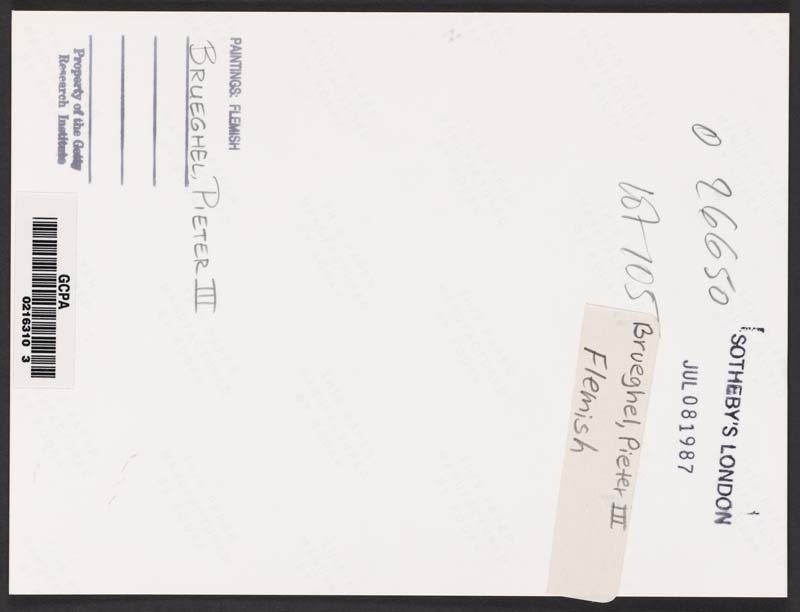 0 26650
Lot 105
SOTHEBY'S LONDON
JUL 08 1987
Brueghel, Pieter III
Flemish
PAINTINGS: FLEMISH
BRUEGHEL, PIETER III
Property of the Getty
Research Institute
GCPA
0216310 3